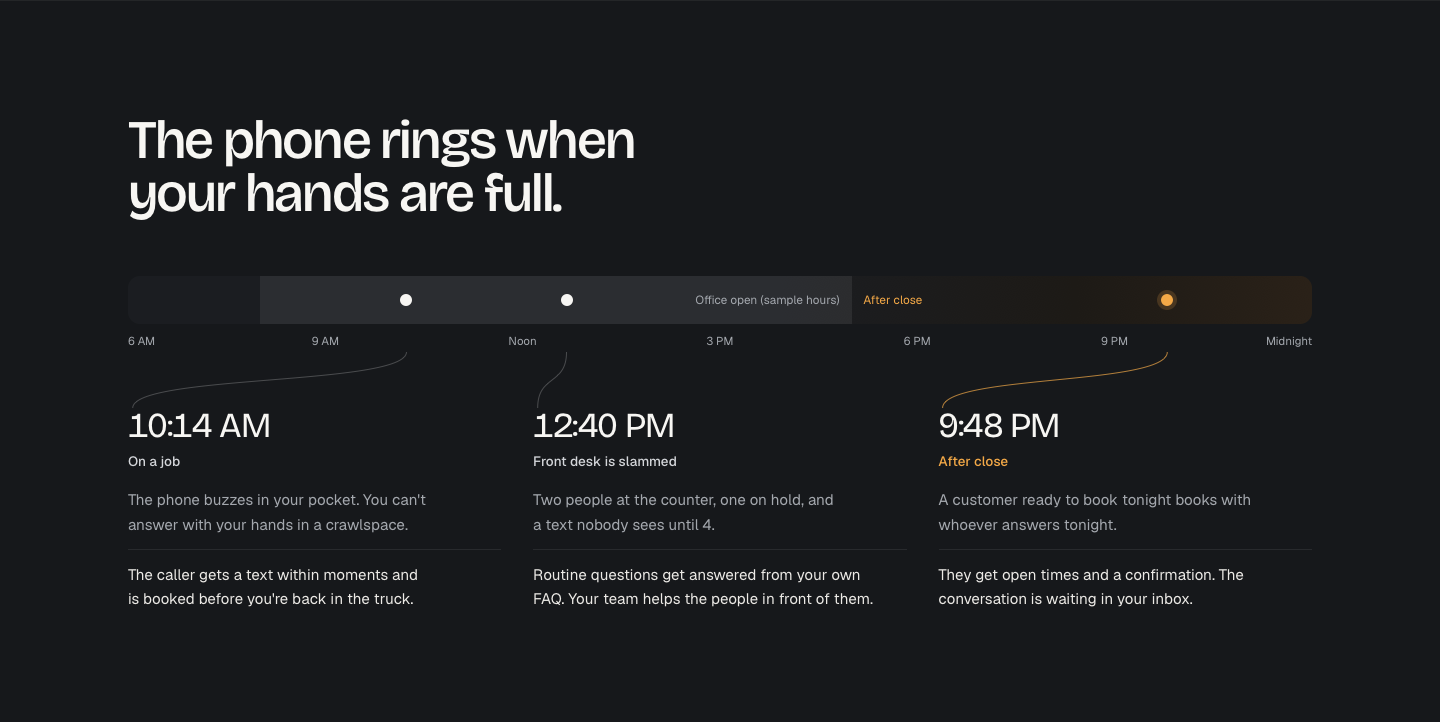 The phone rings when
your hands are full.
Office open (sample hours)
After close
6 AM
9 AM
Noon
3 PM
6 PM
9 PM
Midnight
10:14 AM
On a job
The phone buzzes in your pocket. You can't
answer with your hands in a crawlspace.
The caller gets a text within moments and
is booked before you're back in the truck.
12:40 PM
Front desk is slammed
Two people at the counter, one on hold, and
a text nobody sees until 4.
Routine questions get answered from your own
FAQ. Your team helps the people in front of them.
9:48 PM
After close
A customer ready to book tonight books with
whoever answers tonight.
They get open times and a confirmation. The
conversation is waiting in your inbox.